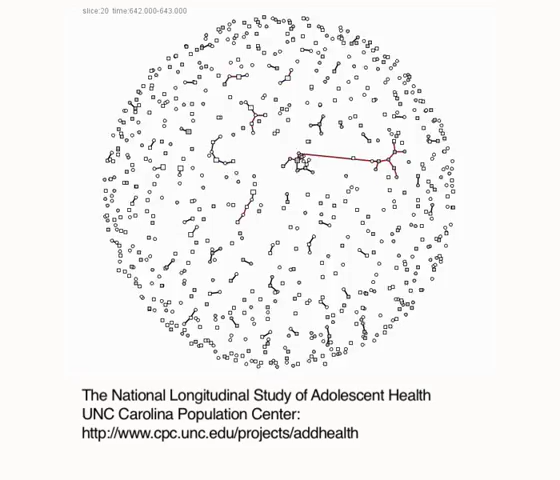 slice:20 time:642.000-643.000
The National Longitudinal Study of Adolescent Health
UNC Carolina Population Center:
http://www.cpc.unc.edu/projects/addhealth